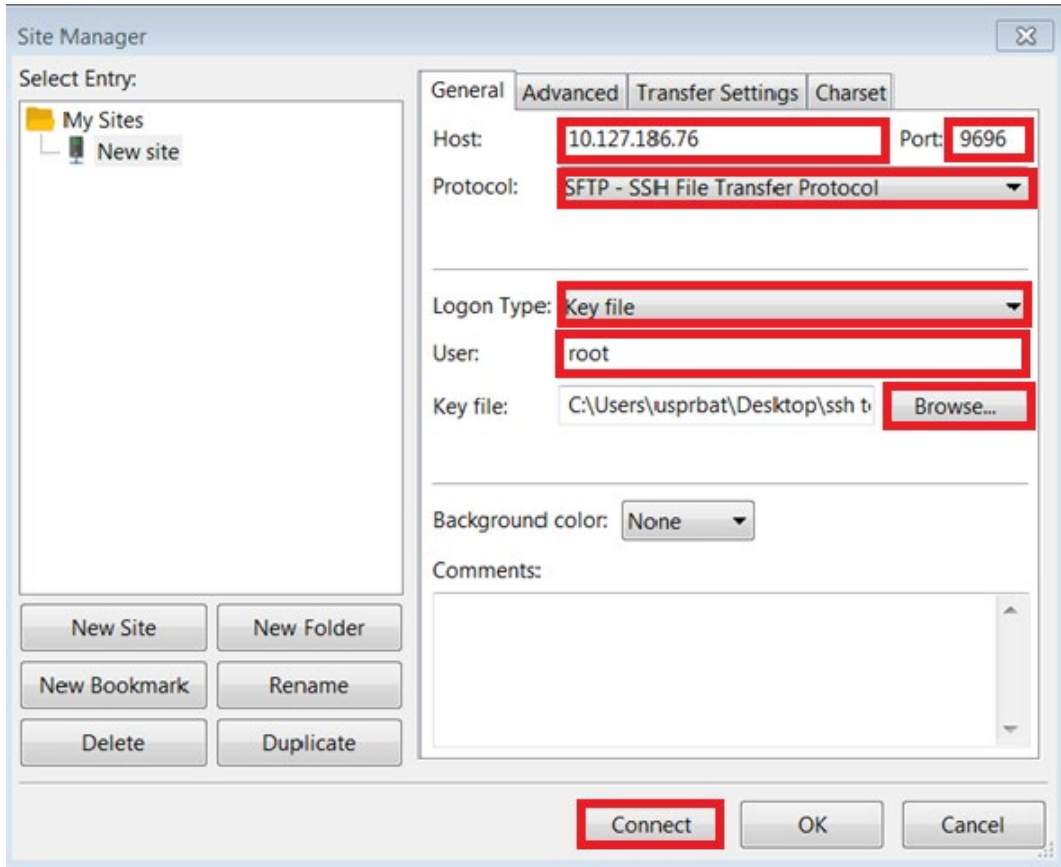 Site Manager
Select Entry:
My Sites
New site
New Site
New Folder
New Bookmark
Rename
Delete
Duplicate
General
Advanced
Transfer Settings
Charset
Host:
10.127.186.76
Port:
9696
Protocol:
SFTP - SSH File Transfer Protocol
Logon Type:
Key file
User:
root
Key file:
C:\Users\usprbat\Desktop\ssh t
Browse...
Background color:
None
Comments:
Connect
OK
Cancel